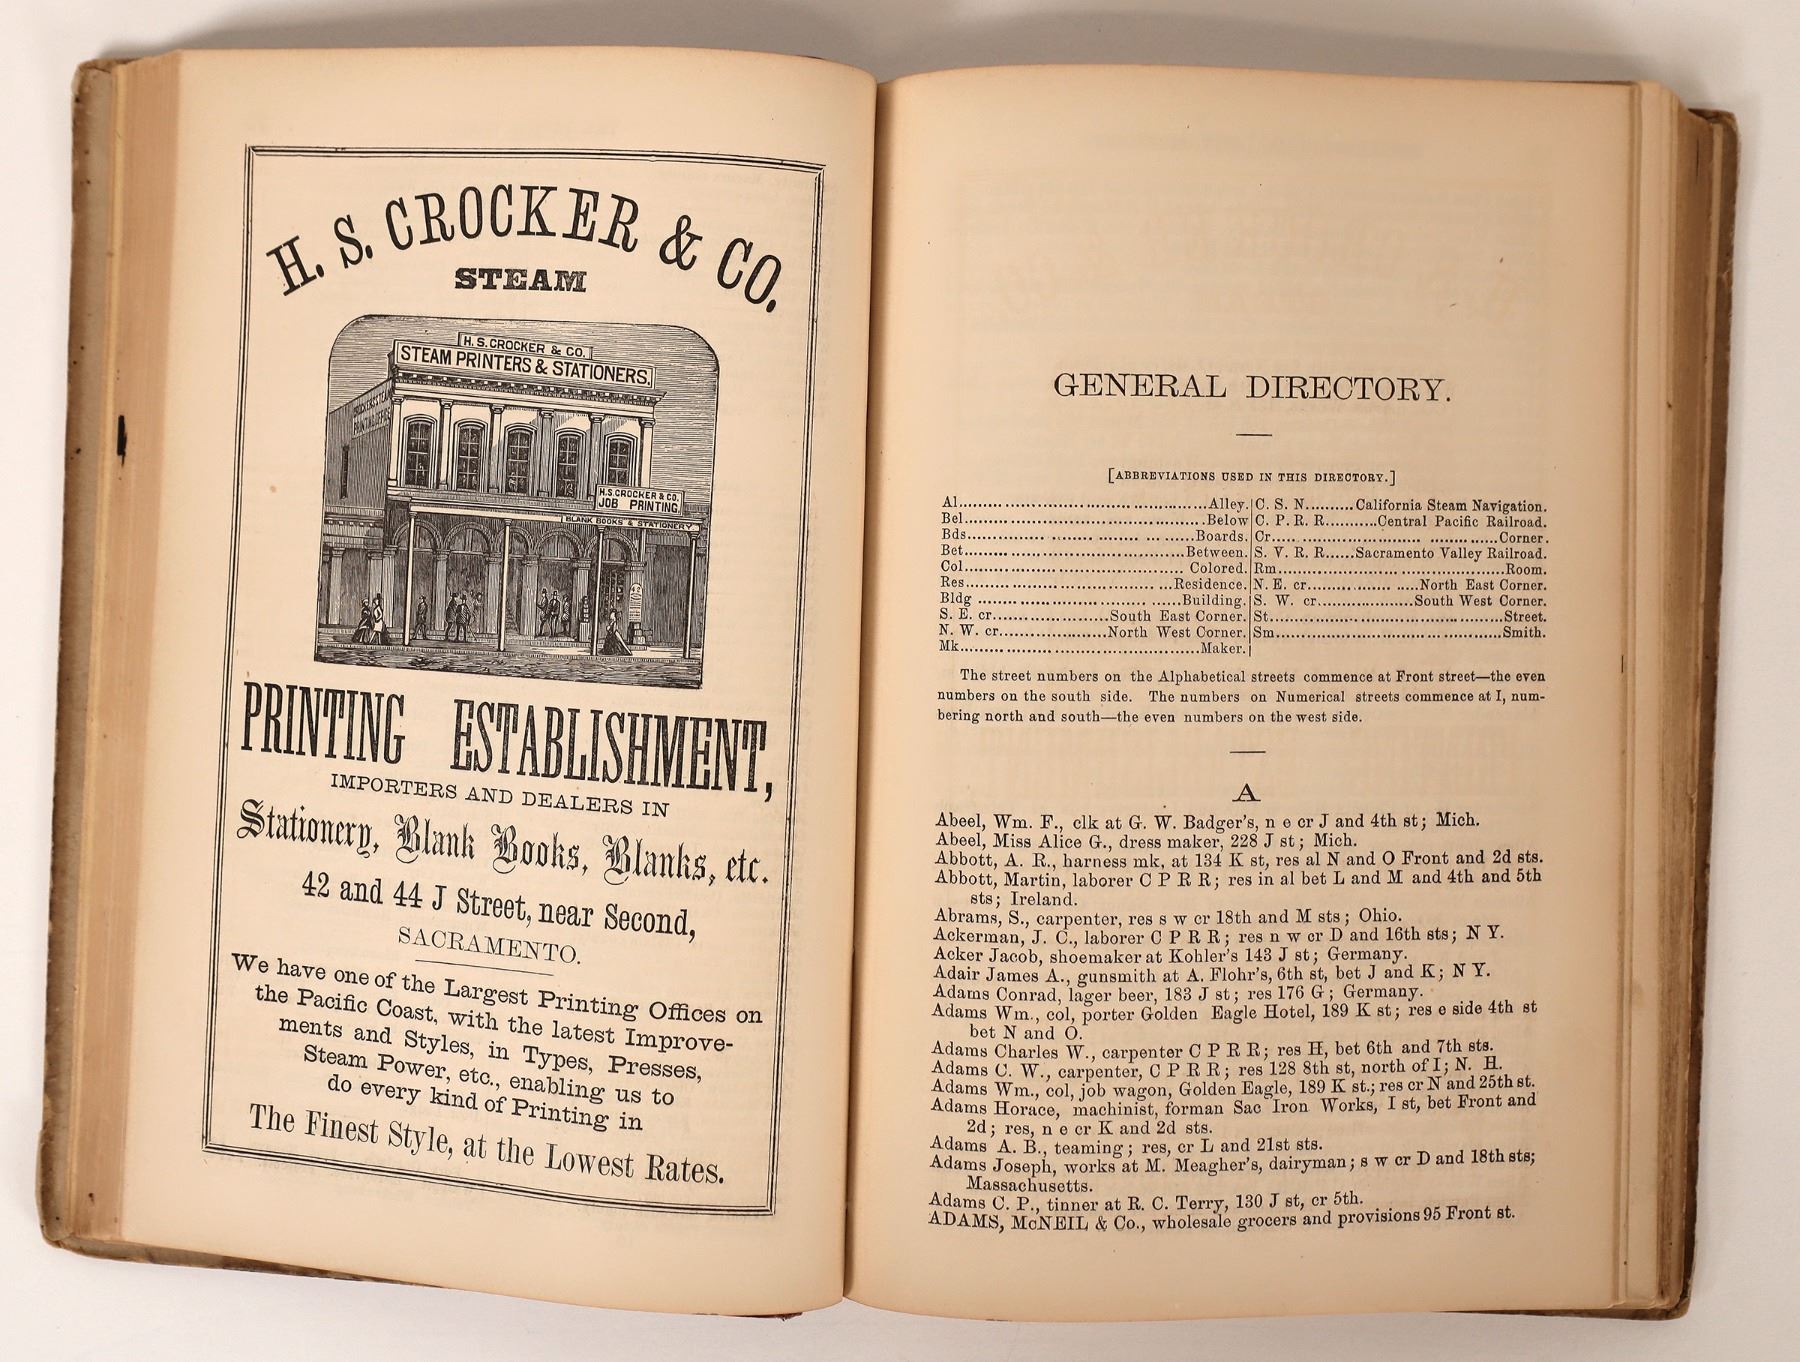 H. S. CROCKER & CO.
STEAM
H. S. CROCKER & CO.
STEAM PRINTERS & STATIONERS.
H. S. CROCKER & CO.
JOB PRINTING.
BLANK BOOKS & STATIONERY.
PRINTING ESTABLISHMENT,
IMPORTERS AND DEALERS IN
Stationery, Blank Books, Blanks, etc.
42 and 44 J Street, near Second,
SACRAMENTO.
We have one of the Largest Printing Offices on
the Pacific Coast, with the latest Improve-
ments and Styles, in Types, Presses,
Steam Power, etc., enabling us to
do every kind of Printing in
The Finest Style, at the Lowest Rates.
GENERAL DIRECTORY.
[ABBREVIATIONS USED IN THIS DIRECTORY.]
Al..........Alley. C. S. N..........California Steam Navigation.
Bel..........Below C. P. R. R..........Central Pacific Railroad.
Bds..........Boards. Cr..........Corner.
Bet..........Between. S. V. R. R..........Sacramento Valley Railroad.
Col..........Colored. Rm..........Room.
Res..........Residence. N. E. cr..........North East Corner.
Bldg..........Building. S. W. cr..........South West Corner.
S. E. cr..........South East Corner. St..........Street.
N. W. cr..........North West Corner. Sm..........Smith.
Mk..........Maker.
The street numbers on the Alphabetical streets commence at Front street—the even
numbers on the south side. The numbers on Numerical streets commence at I, num-
bering north and south—the even numbers on the west side.
A
Abeel, Wm. F., clk at G. W. Badger's, n e cr J and 4th st; Mich.
Abeel, Miss Alice G., dress maker, 228 J st; Mich.
Abbott, A. R., harness mk, at 134 K st, res al N and O Front and 2d sts.
Abbott, Martin, laborer C P R R; res in al bet L and M and 4th and 5th
sts; Ireland.
Abrams, S., carpenter, res s w cr 18th and M sts; Ohio.
Ackerman, J. C., laborer C P R R; res n w cr D and 16th sts; N Y.
Acker Jacob, shoemaker at Kohler's 143 J st; Germany.
Adair James A., gunsmith at A. Flohr's, 6th st, bet J and K; N Y.
Adams Conrad, lager beer, 183 J st; res 176 G; Germany.
Adams Wm., col, porter Golden Eagle Hotel, 189 K st; res e side 4th st
bet N and O.
Adams Charles W., carpenter C P R R; res H, bet 6th and 7th sts.
Adams C. W., carpenter, C P R R; res 128 8th st, north of I; N. H.
Adams Wm., col, job wagon, Golden Eagle, 189 K st.; res cr N and 25th st.
Adams Horace, machinist, forman Sac Iron Works, I st, bet Front and
2d; res, n e cr K and 2d sts.
Adams A. B., teaming; res, cr L and 21st sts.
Adams Joseph, works at M. Meagher's, dairyman; s w cr D and 18th sts;
Massachusetts.
Adams C. P., tinner at R. C. Terry, 130 J st, cr 5th.
ADAMS, McNEIL & Co., wholesale grocers and provisions 95 Front st.